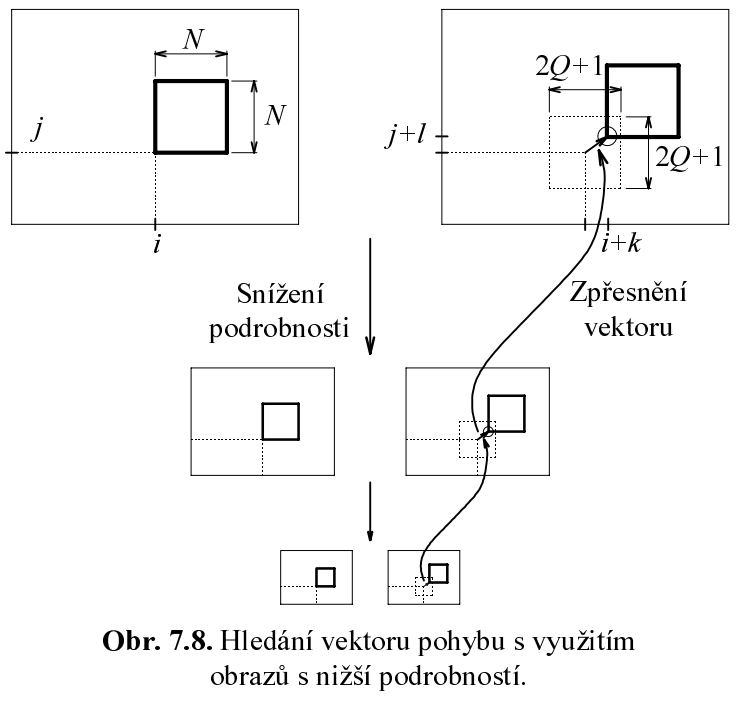 N
N
j
i
2Q+1
j+l
2Q+1
i+k
Snížení
podrobnosti
Zpřesnění
vektoru
Obr. 7.8. Hledání vektoru pohybu s využitím
obrazů s nižší podrobností.